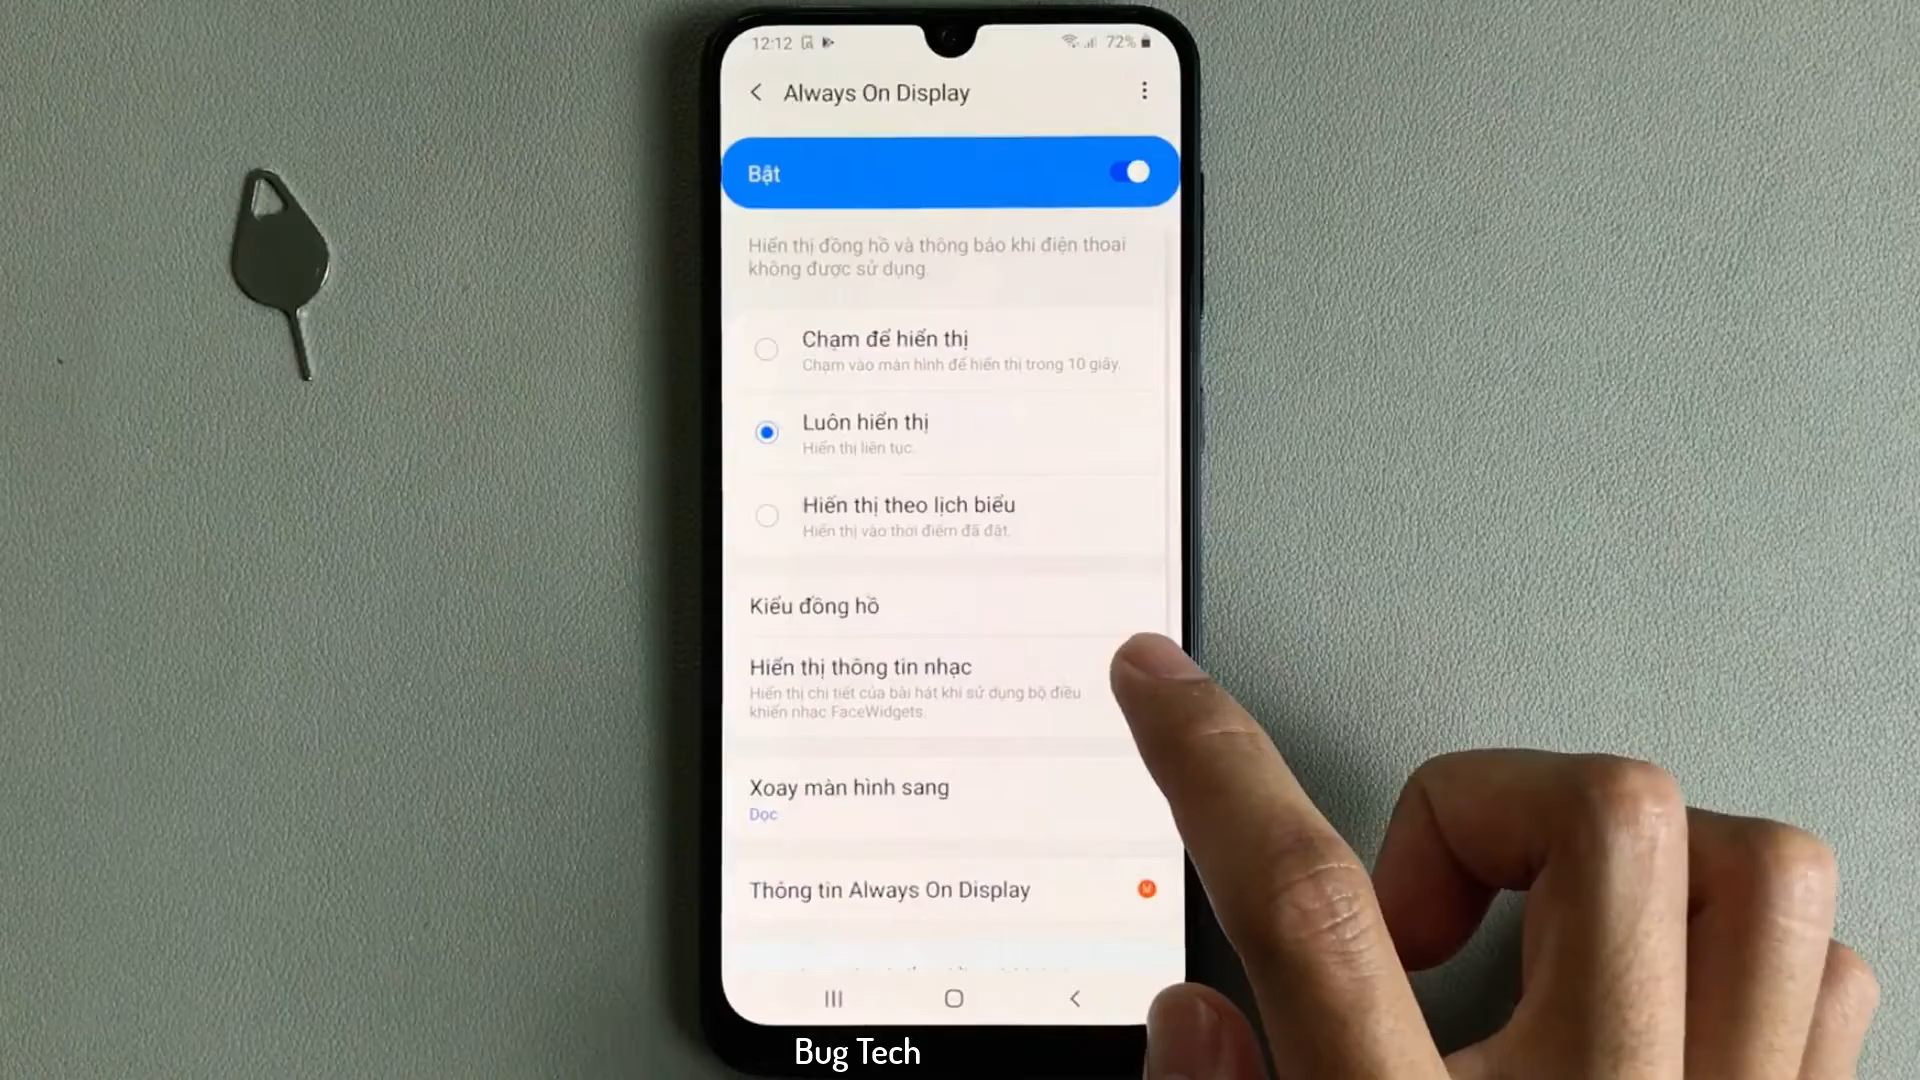 12:12
72%
Always On Display
Bật
Hiển thị đồng hồ và thông báo khi điện thoại
không được sử dụng.
Chạm để hiển thị
Chạm vào màn hình để hiển thị trong 10 giây.
Luôn hiển thị
Hiển thị liên tục.
Hiển thị theo lịch biểu
Hiển thị vào thời điểm đã đặt.
Kiểu đồng hồ
Hiển thị thông tin nhạc
Hiển thị chi tiết của bài hát khi sử dụng bộ điều
khiển nhạc FaceWidgets.
Xoay màn hình sang
Dọc
Thông tin Always On Display
Bug Tech